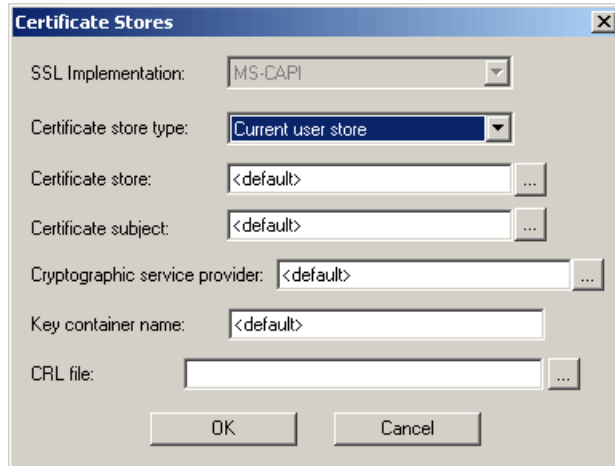 Certificate Stores
SSL Implementation: MS-CAPI
Certificate store type: Current user store
Certificate store: <default> ...
Certificate subject: <default> ...
Cryptographic service provider: <default> ...
Key container name: <default>
CRL file: ...
OK Cancel